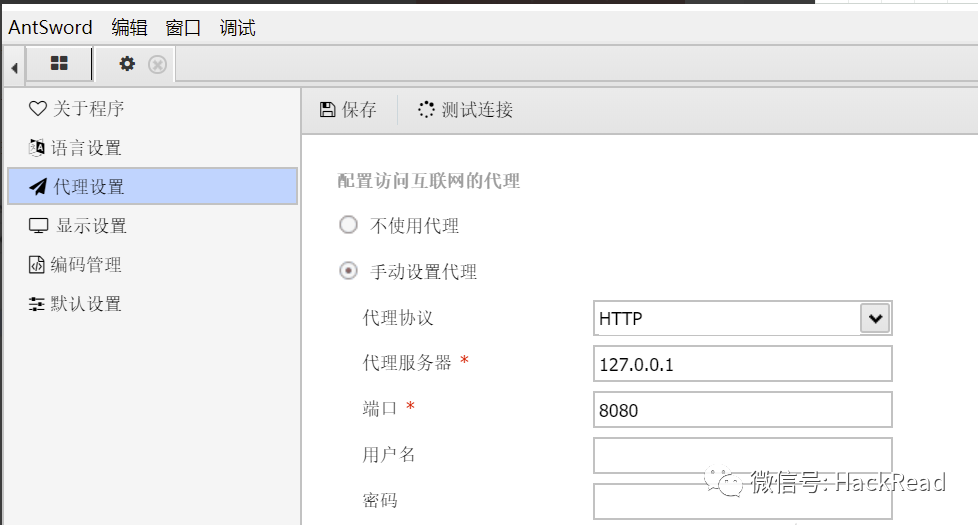 AntSword 编辑 窗口 调试
关于程序
语言设置
代理设置
显示设置
编码管理
默认设置
保存 测试连接
配置访问互联网的代理
不使用代理
手动设置代理
代理协议 HTTP
代理服务器 * 127.0.0.1
端口 * 8080
用户名
密码
微信号: HackRead